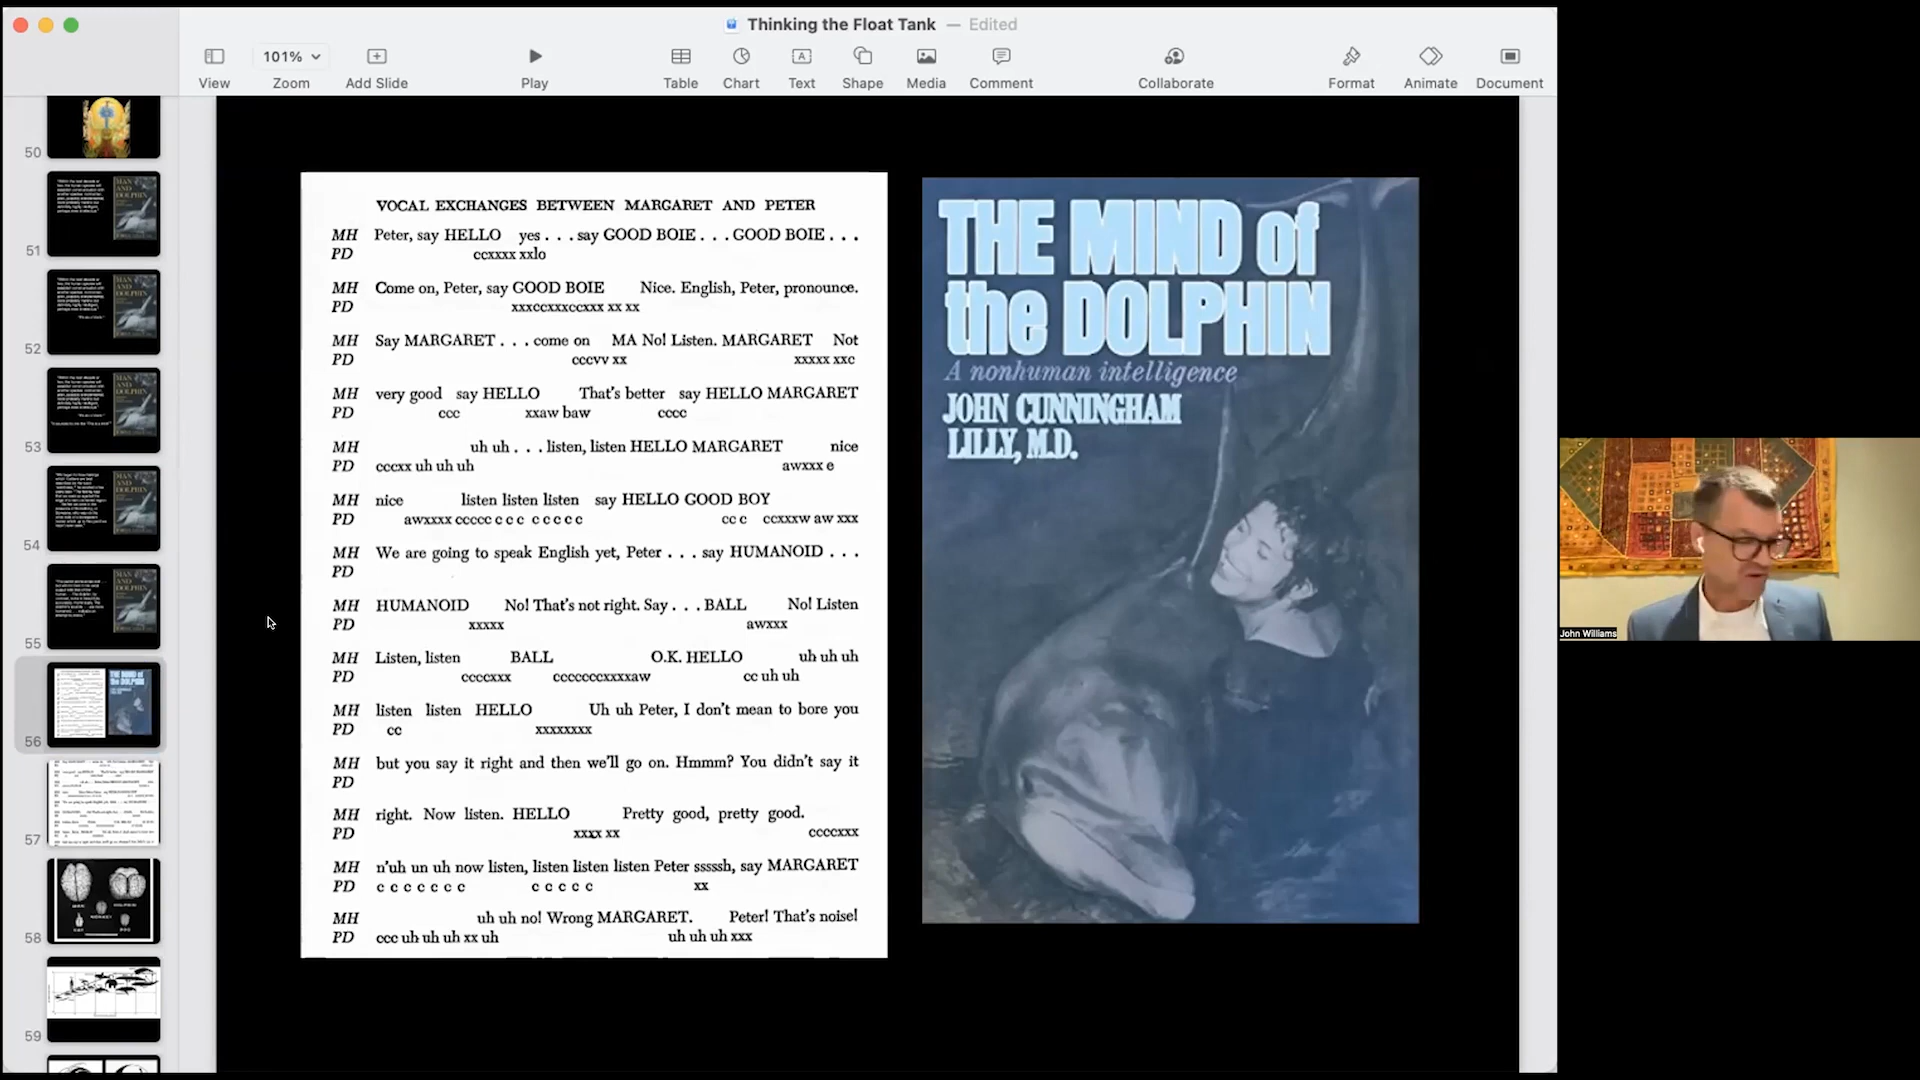 Thinking the Float Tank — Edited
101%
View Zoom Add Slide Play Table Chart Text Shape Media Comment Collaborate Format Animate Document
50
51
52
53
54
55
56
57
58
59
VOCAL EXCHANGES BETWEEN MARGARET AND PETER
MH Peter, say HELLO yes . . . say GOOD BOIE . . . GOOD BOIE . . .
PD ccxxxx xxlo
MH Come on, Peter, say GOOD BOIE Nice. English, Peter, pronounce.
PD xxxccxxxccxxx xx xx
MH Say MARGARET . . . come on MA No! Listen. MARGARET Not
PD cccvv xx xxxxx xxc
MH very good say HELLO That's better say HELLO MARGARET
PD ccc xxaw baw cccc
MH uh uh . . . listen, listen HELLO MARGARET nice
PD cccxx uh uh uh awxxx e
MH nice listen listen listen say HELLO GOOD BOY
PD awxxxx ccccc c c c c c c c c cc c ccxxxw aw xxx
MH We are going to speak English yet, Peter . . . say HUMANOID . . .
PD
MH HUMANOID No! That's not right. Say . . . BALL No! Listen
PD xxxxx awxxx
MH Listen, listen BALL O.K. HELLO uh uh uh
PD ccccxxx cccccccxxxxaw cc uh uh
MH listen listen HELLO Uh uh Peter, I don't mean to bore you
PD cc xxxxxxxx
MH but you say it right and then we'll go on. Hmmm? You didn't say it
PD
MH right. Now listen. HELLO Pretty good, pretty good.
PD xxxx xx ccccxxx
MH n'uh un uh now listen, listen listen listen Peter sssssh, say MARGARET
PD c c c c c c c c c c c c xx
MH uh uh no! Wrong MARGARET. Peter! That's noise!
PD ccc uh uh uh xx uh uh uh uh xxx
THE MIND of
the DOLPHIN
A nonhuman intelligence
JOHN CUNNINGHAM
LILLY, M.D.
John Williams